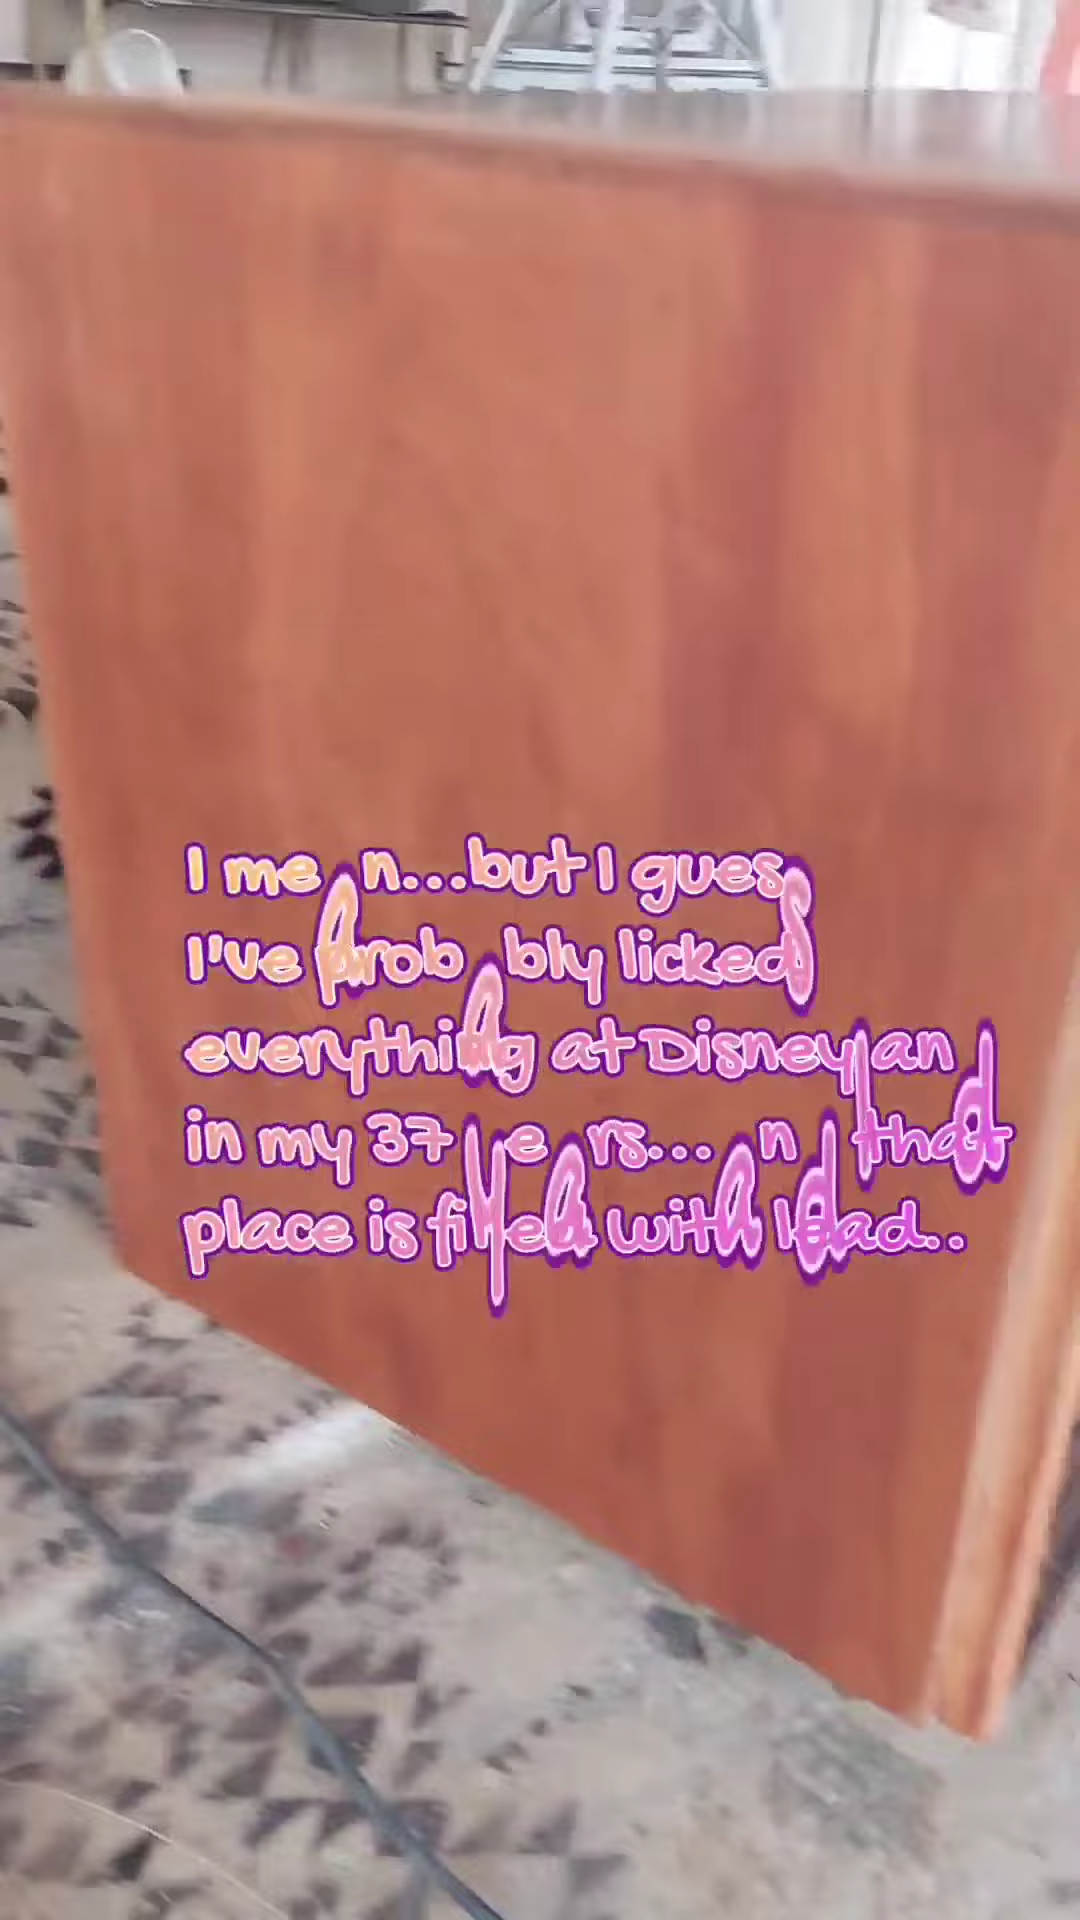 I mean...but I guess
I've probably licked
everything at Disneyland
in my 37 years... and that
place is filled with lead..